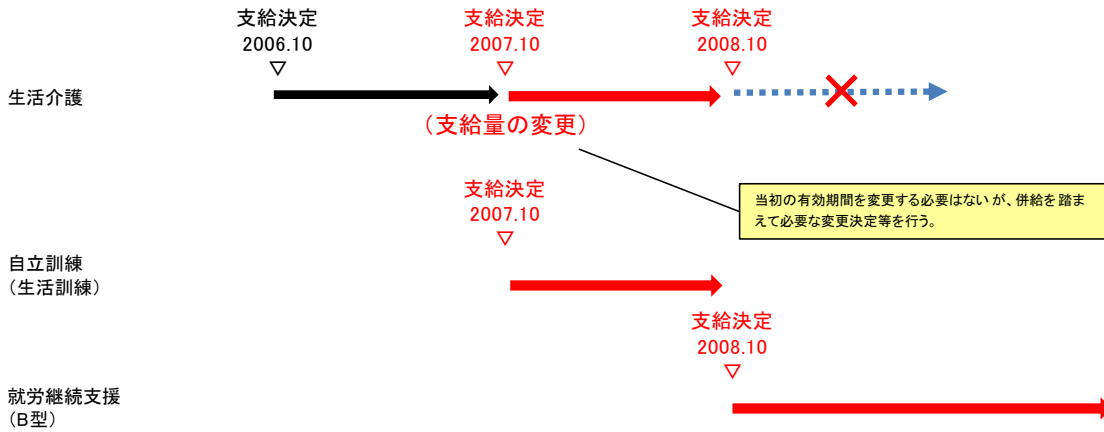 支給決定
2006.10
▽
支給決定
2007.10
▽
支給決定
2008.10
▽
生活介護
（支給量の変更）
当初の有効期間を変更する必要はないが、併給を踏ま
えて必要な変更決定等を行う。
支給決定
2007.10
▽
自立訓練
（生活訓練）
支給決定
2008.10
▽
就労継続支援
（B型）